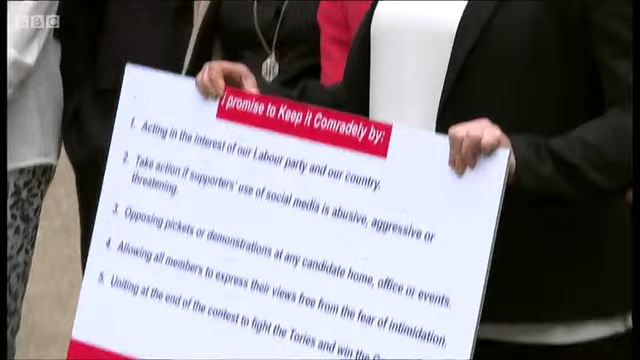 BBC
I promise to Keep it Comradely by:
1. Acting in the interest of our Labour party and our country.
2. Take action if supporters' use of social media is abusive, aggressive or
threatening.
3. Opposing pickets or demonstrations at any candidate home, office or events.
4. Allowing all members to express their views free from the fear of intimidation.
5. Uniting at the end of the contest to fight the Tories and win the